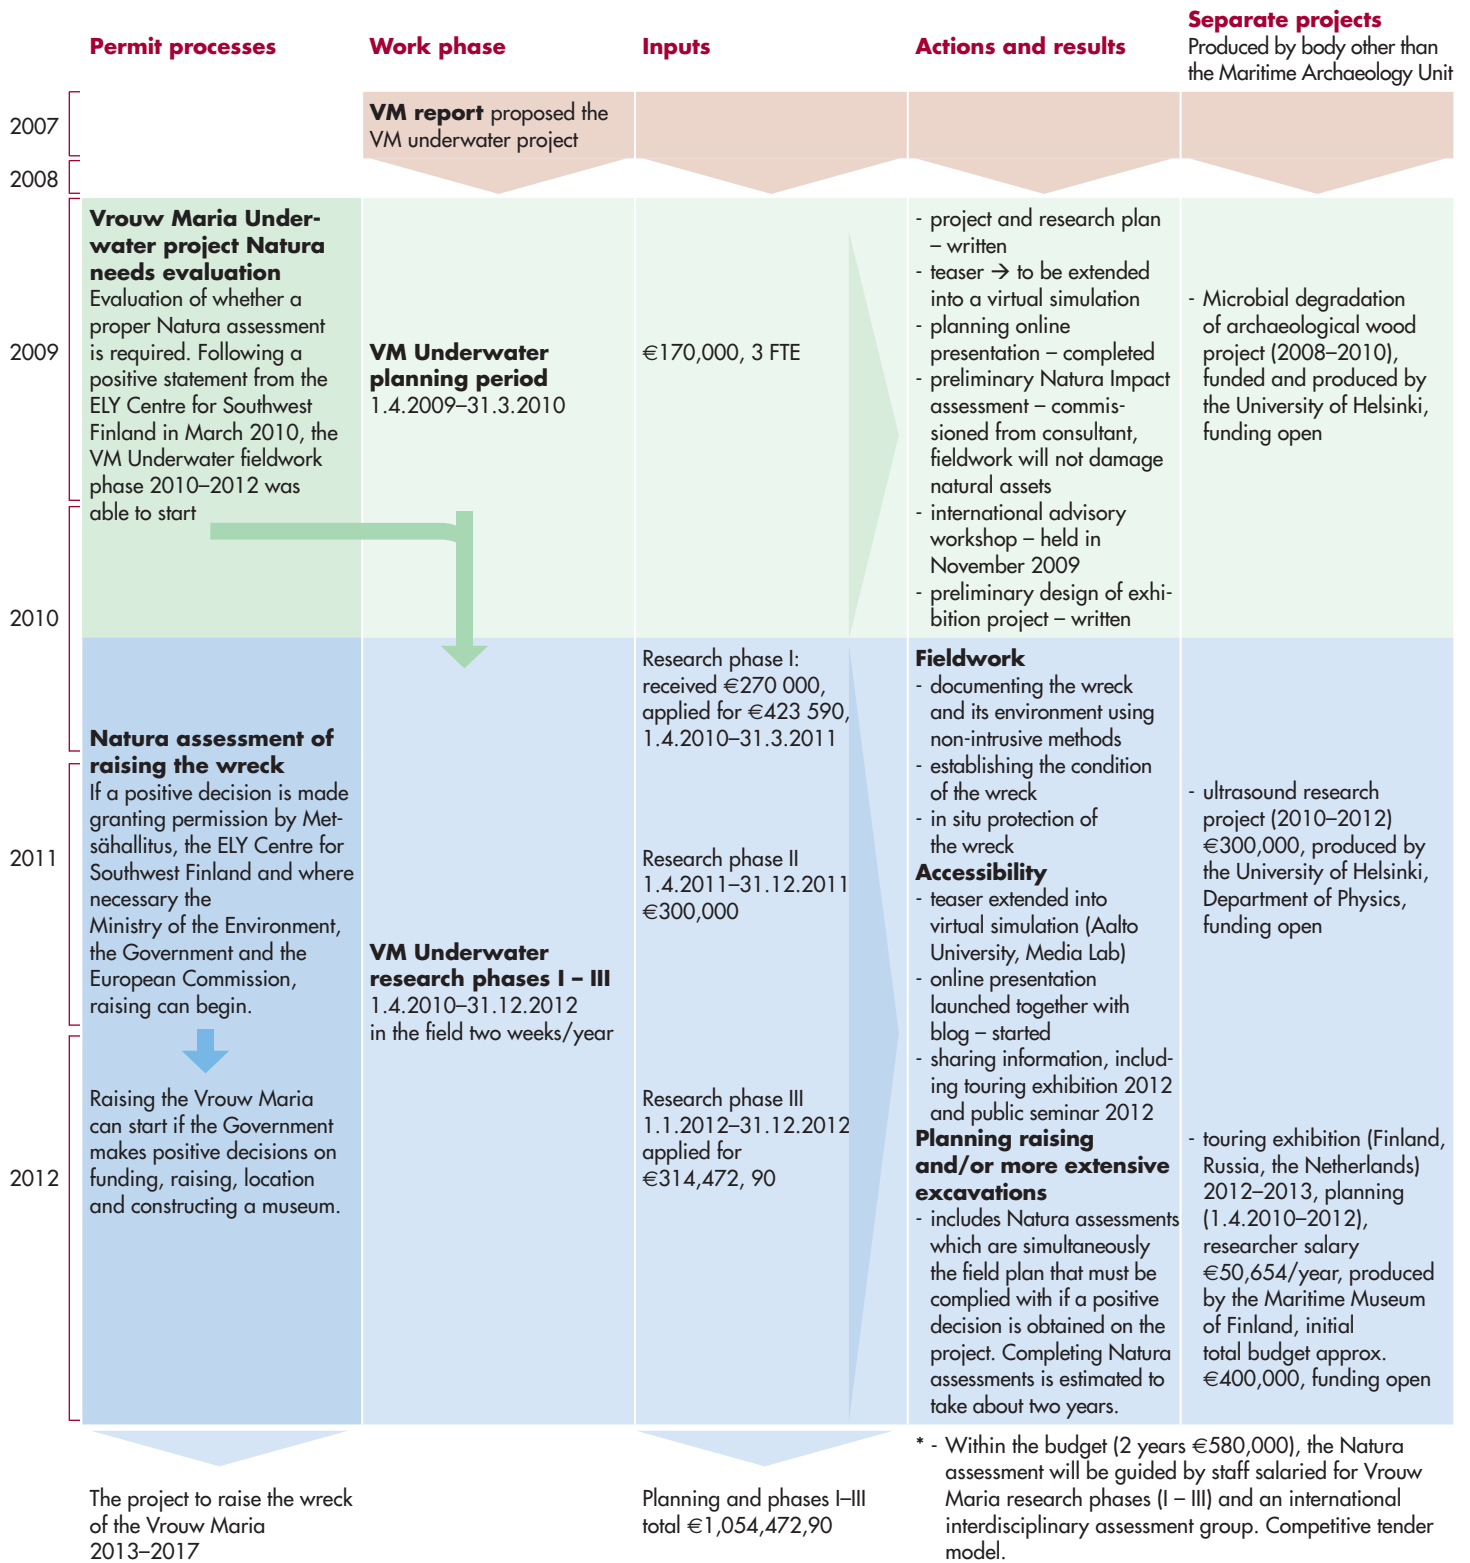 Permit processes
Work phase
Inputs
Actions and results
Separate projects
Produced by body other than
the Maritime Archaeology Unit
2007
2008
2009
2010
2011
2012
VM report proposed the
VM underwater project
Vrouw Maria Under-
water project Natura
needs evaluation
Evaluation of whether a
proper Natura assessment
is required. Following a
positive statement from the
ELY Centre for Southwest
Finland in March 2010, the
VM Underwater fieldwork
phase 2010–2012 was
able to start
VM Underwater
planning period
1.4.2009–31.3.2010
€170,000, 3 FTE
- project and research plan
– written
- teaser → to be extended
into a virtual simulation
- planning online
presentation – completed
- preliminary Natura Impact
assessment – commis-
sioned from consultant,
fieldwork will not damage
natural assets
- international advisory
workshop – held in
November 2009
- preliminary design of exhi-
bition project – written
- Microbial degradation
of archaeological wood
project (2008–2010),
funded and produced by
the University of Helsinki,
funding open
Natura assessment of
raising the wreck
If a positive decision is made
granting permission by Met-
sähallitus, the ELY Centre for
Southwest Finland and where
necessary the
Ministry of the Environment,
the Government and the
European Commission,
raising can begin.
Raising the Vrouw Maria
can start if the Government
makes positive decisions on
funding, raising, location
and constructing a museum.
VM Underwater
research phases I – III
1.4.2010–31.12.2012
in the field two weeks/year
Research phase I:
received €270 000,
applied for €423 590,
1.4.2010–31.3.2011
Research phase II
1.4.2011–31.12.2011
€300,000
Research phase III
1.1.2012–31.12.2012
applied for
€314,472, 90
Fieldwork
- documenting the wreck
and its environment using
non-intrusive methods
- establishing the condition
of the wreck
- in situ protection of
the wreck
Accessibility
- teaser extended into
virtual simulation (Aalto
University, Media Lab)
- online presentation
launched together with
blog – started
- sharing information, includ-
ing touring exhibition 2012
and public seminar 2012
Planning raising
and/or more extensive
excavations
- includes Natura assessments
which are simultaneously
the field plan that must be
complied with if a positive
decision is obtained on the
project. Completing Natura
assessments is estimated to
take about two years.
- ultrasound research
project (2010–2012)
€300,000, produced by
the University of Helsinki,
Department of Physics,
funding open
- touring exhibition (Finland,
Russia, the Netherlands)
2012–2013, planning
(1.4.2010–2012),
researcher salary
€50,654/year, produced
by the Maritime Museum
of Finland, initial
total budget approx.
€400,000, funding open
The project to raise the wreck
of the Vrouw Maria
2013–2017
Planning and phases I–III
total €1,054,472,90
* - Within the budget (2 years €580,000), the Natura
assessment will be guided by staff salaried for Vrouw
Maria research phases (I – III) and an international
interdisciplinary assessment group. Competitive tender
model.